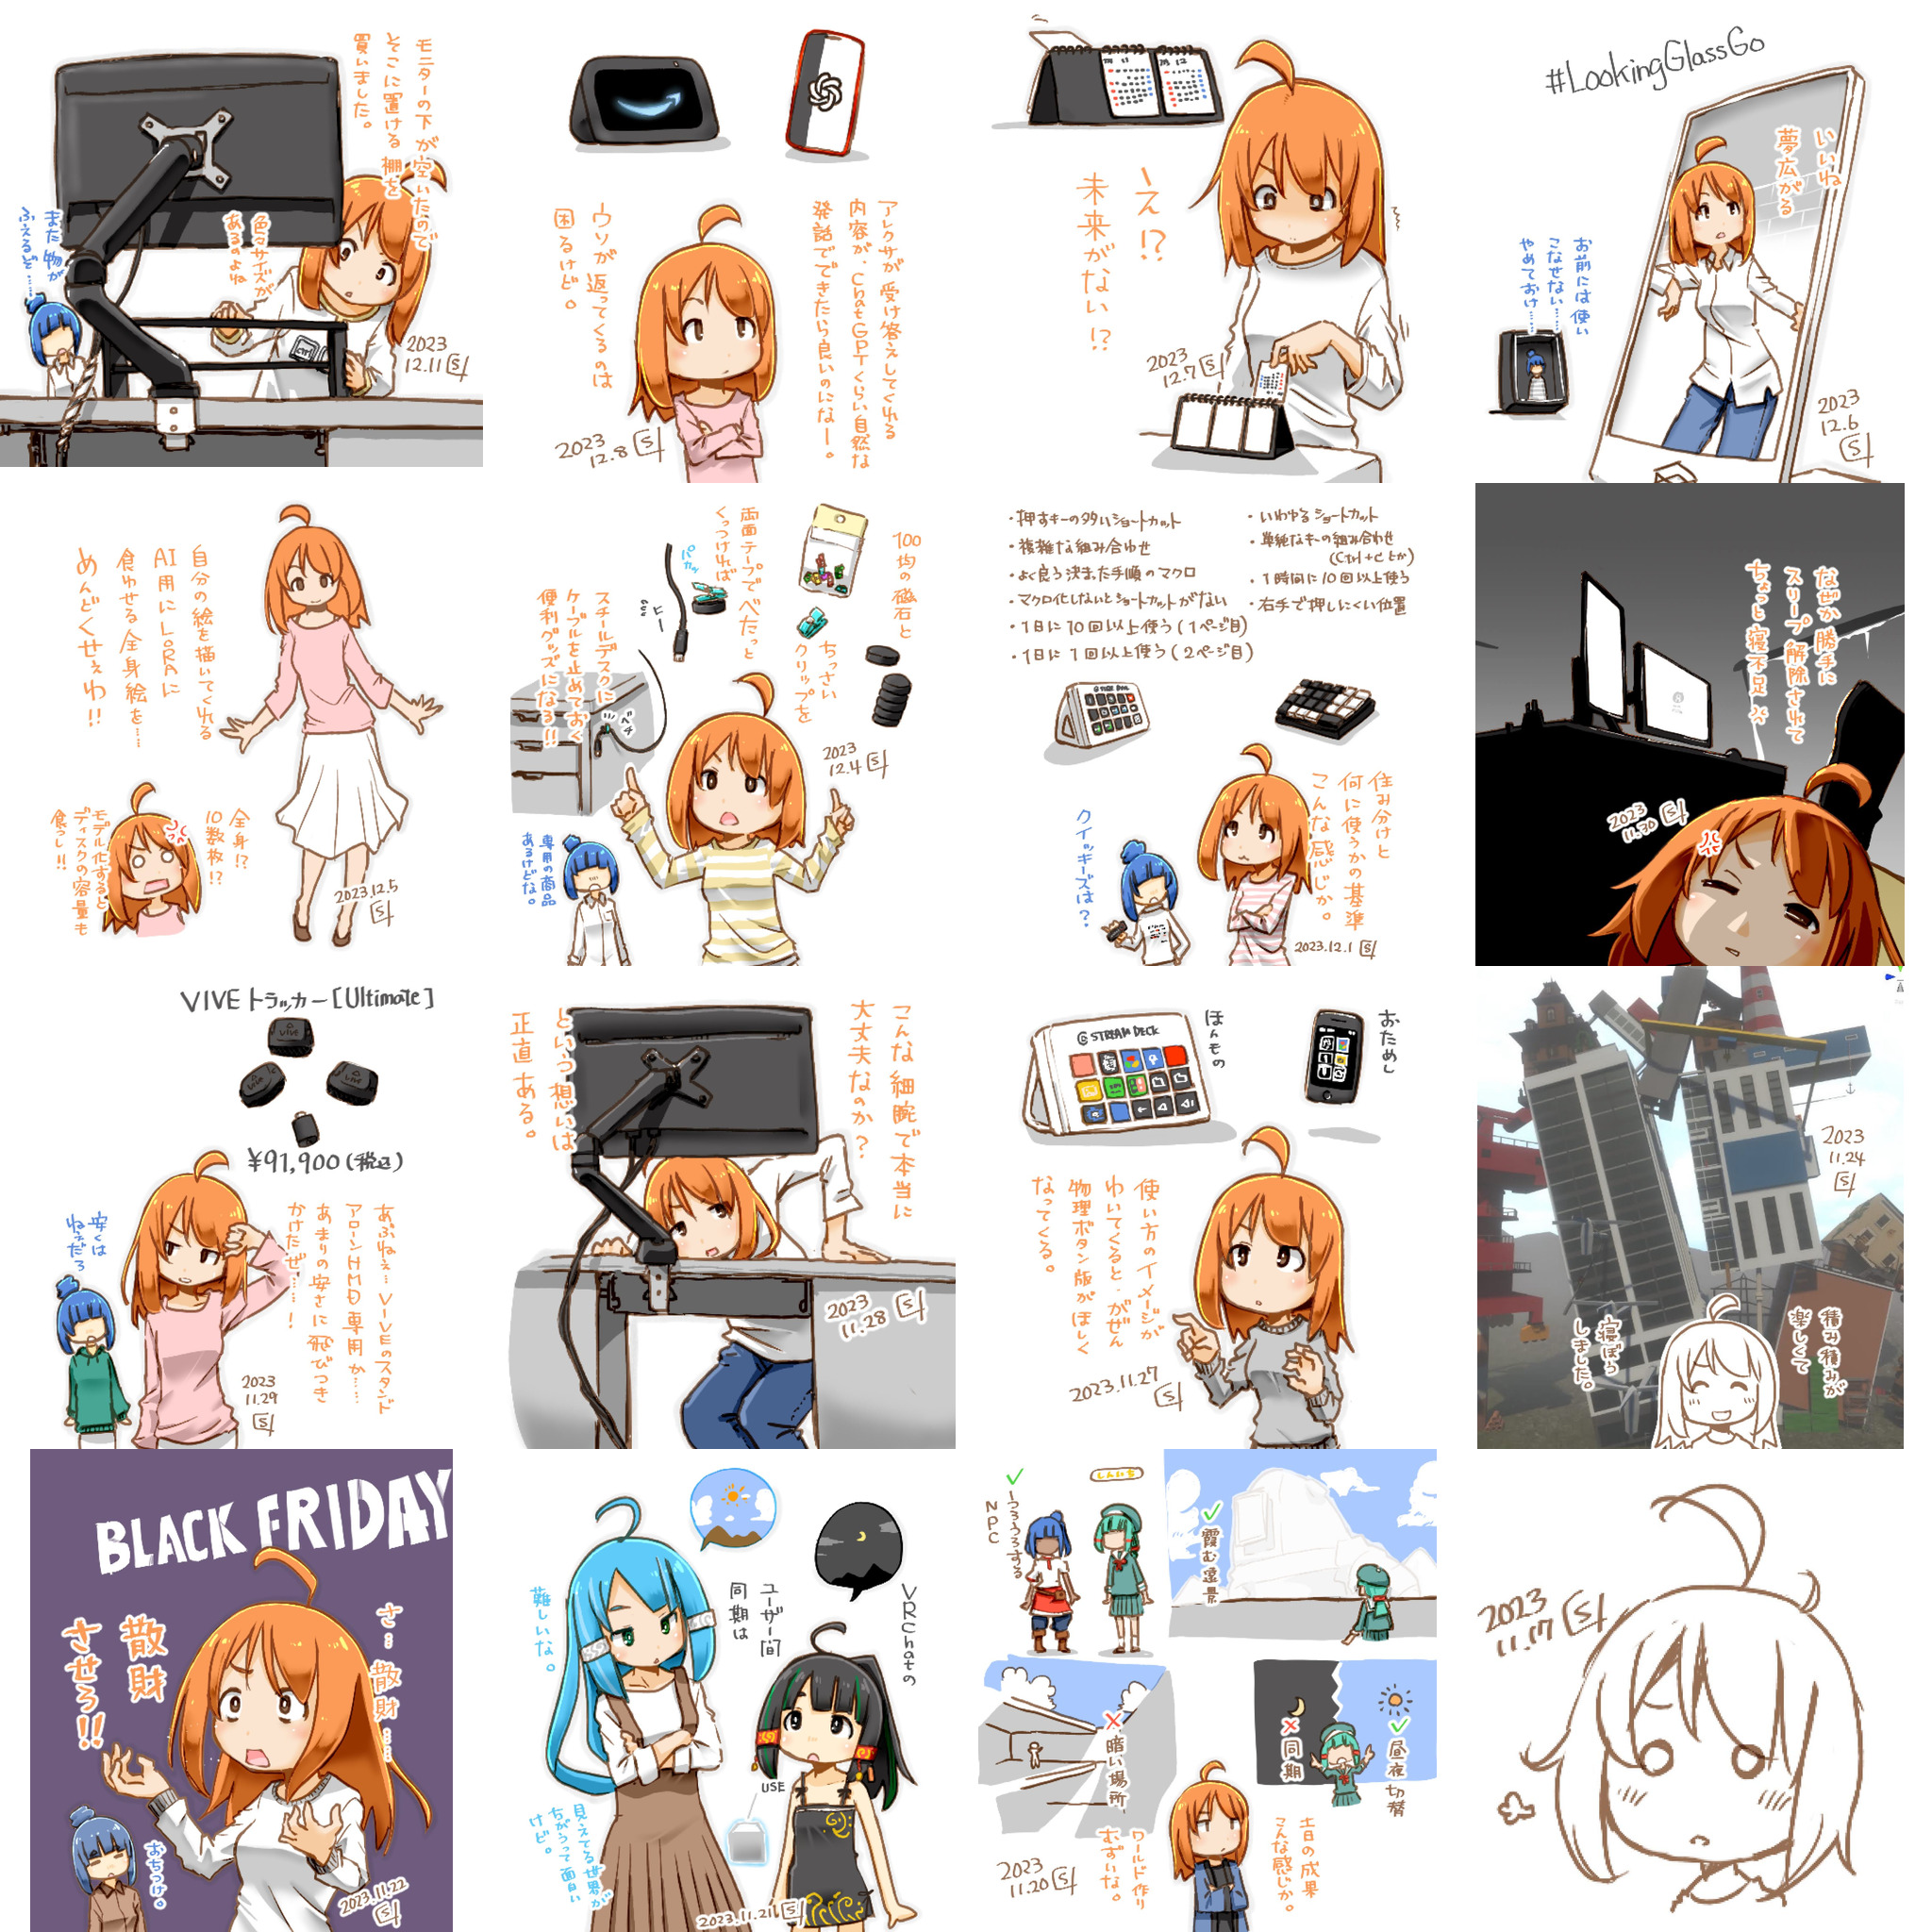 モニターの下が空いたので
そこに置ける棚を
買いました。
色々サイズが
あるのよね
また物が
ふえるぞ……
Ctrl
2023
12.11
アレクサが受け答えしてくれる
内容が、ChatGPTくらい自然な
発話でできたら良いのになー。
ウソが返ってくるのは
困るけど。
2023
12.8
11
12
えっ!?
未来がない!?
2023
12.7
#LookingGlassGo
いいね
夢広がる
お前には使い
こなせない……
やめておけ……
2023
12.6
自分の絵を描いてくれる
AI用にLoRAに
食わせる全身絵を……
めんどくせぇわ!!
全身!?
10数枚!?
モデル化すると
ディスクの容量も
食うし!!
2023.12.5
100均の磁石と
ちっさい
クリップを
両面テープでべたっと
くっつければ
パカッ
スチールデスクに
ケーブルを止めておく
便利グッズになる!!
ベチ
専用の商品
あるけどな。
2023
12.4
・押すキーの多いショートカット
・複雑な組み合わせ
・よく良う決まった手順のマクロ
・マクロ化しないとショートカットがない
・1日に10回以上使う(1ページ目)
・1日に1回以上使う(2ページ目)
・いわゆるショートカット
・単純なキーの組み合わせ
(Ctrl+Cとか)
・1時間に10回以上使う
・右手で押しにくい位置
STREAM DECK
住み分けと
何に使うかの基準
こんな感じか。
クイックキーズは?
2023.12.1
なぜか勝手に
スリープ解除されて
ちょっと寝不足
2023
11.30
VIVEトラッカー[Ultimate]
VIVE
VIVE
VIVE
¥91,900(税込)
あぶねぇ…VIVEのスタンド
アローンHMD専用か……
あまりの安さに飛びつき
かけたぜ……!
安くは
ねぇだろ
2023
11.29
こんな細腕で本当に
大丈夫なのか?
という想いは
正直ある。
2023
11.28
STREAM DECK
ほんもの
おためし
使い方のイメージが
わいてくると、がぜん
物理ボタン版がほしく
なってくる。
2023.11.27
2023
11.24
積み積みが
楽しくて
寝ぼう
しました。
BLACK FRIDAY
さ…散財……
散財
させろ!!
おちつけ。
2023.11.22
VRChatの
ユーザー間
同期は
難しいな。
USE
見えてる世界が
ちがうって面白い
けど。
2023.11.21
うろうろする
NPC
しんいち
霞む遠景
暗い場所
同期
昼夜切替
土日の成果
こんな感じか。
ワールド作り
むずいな。
2023
11.20
2023
11.17